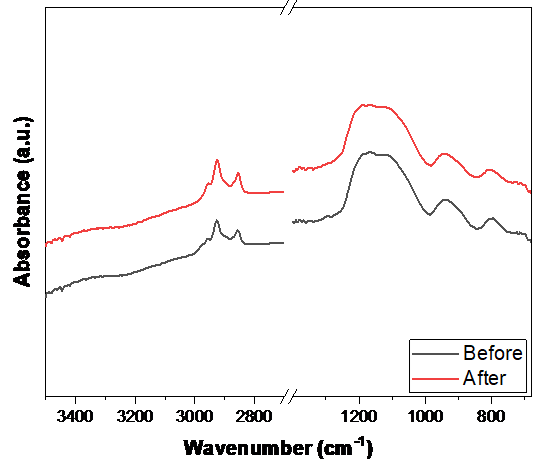 Absorbance (a.u.)
Before
After
3400 3200 3000 2800 1200 1000 800
Wavenumber (cm⁻¹)